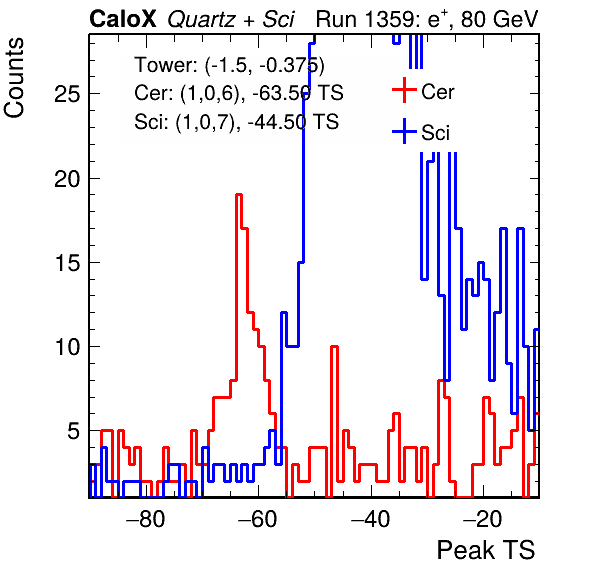 CaloX Quartz + Sci Run 1359: e+, 80 GeV
Counts
Tower: (-1.5, -0.375)
Cer: (1,0,6), -63.50 TS
Sci: (1,0,7), -44.50 TS
Cer
Sci
25
20
15
10
5
−80 −60 −40 −20
Peak TS